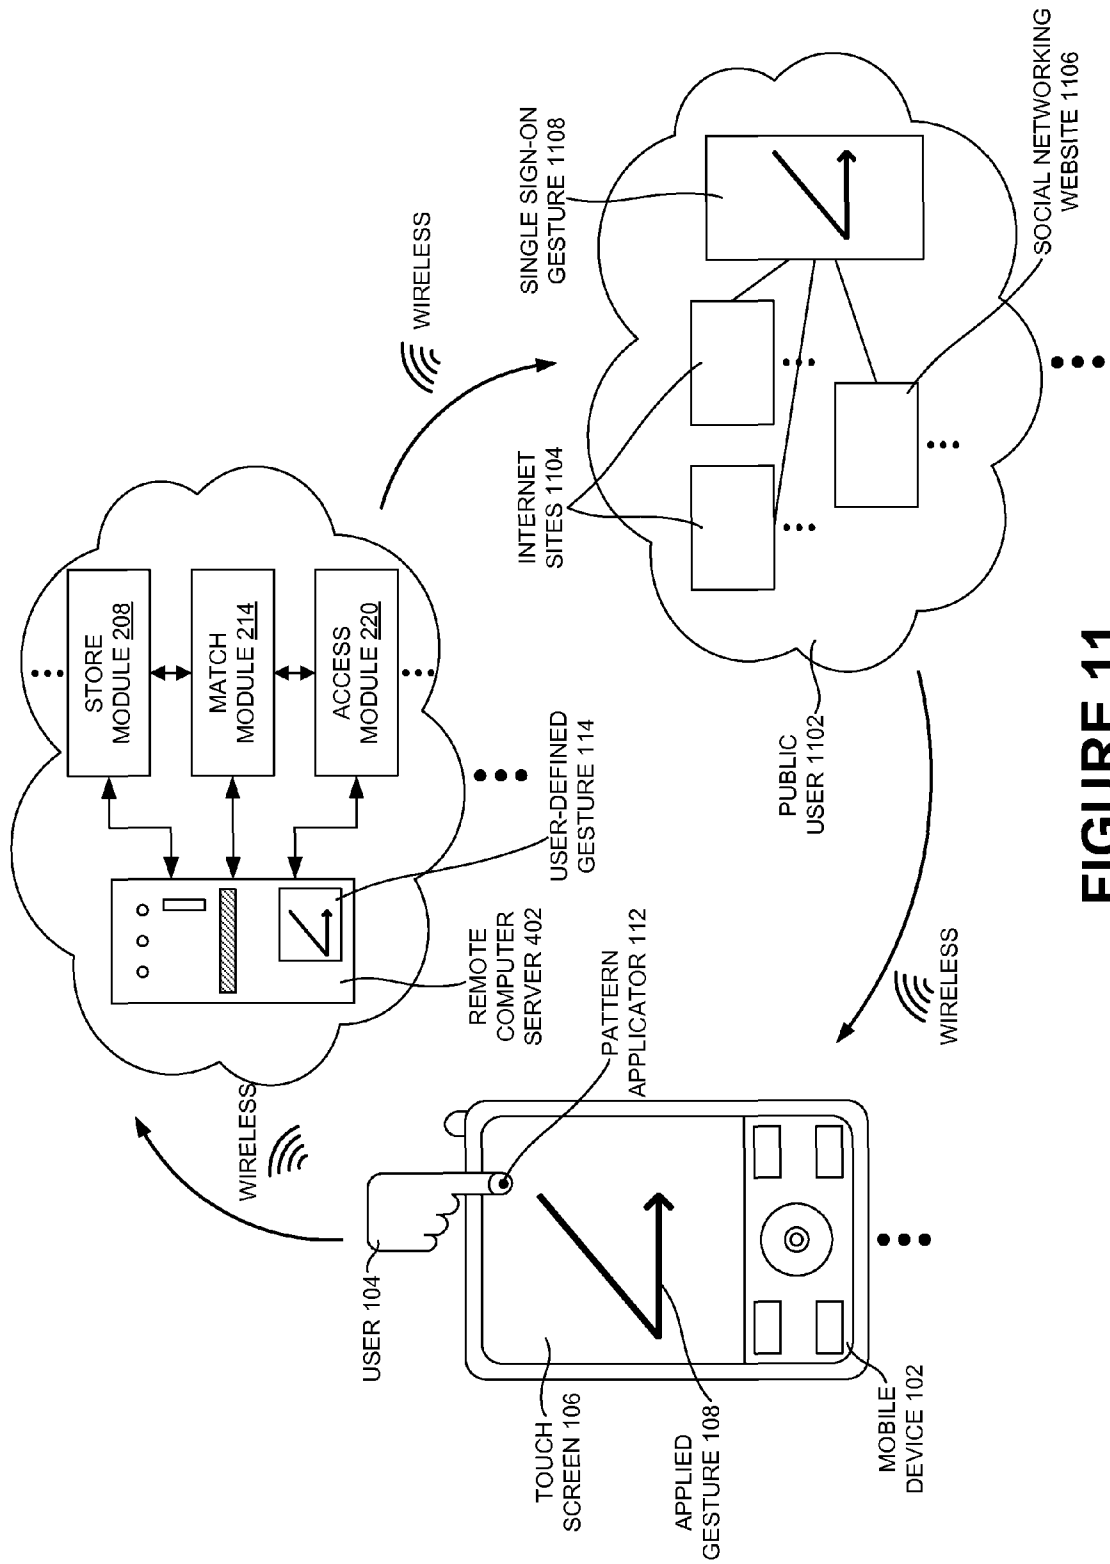 USER 104
TOUCH
SCREEN 106
APPLIED
GESTURE 108
MOBILE
DEVICE 102
PATTERN
APPLICATOR 112
WIRELESS
REMOTE
COMPUTER
SERVER 402
USER-DEFINED
GESTURE 114
STORE
MODULE 208
MATCH
MODULE 214
ACCESS
MODULE 220
WIRELESS
INTERNET
SITES 1104
SINGLE SIGN-ON
GESTURE 1108
SOCIAL NETWORKING
WEBSITE 1106
PUBLIC
USER 1102
WIRELESS
FIGURE 11